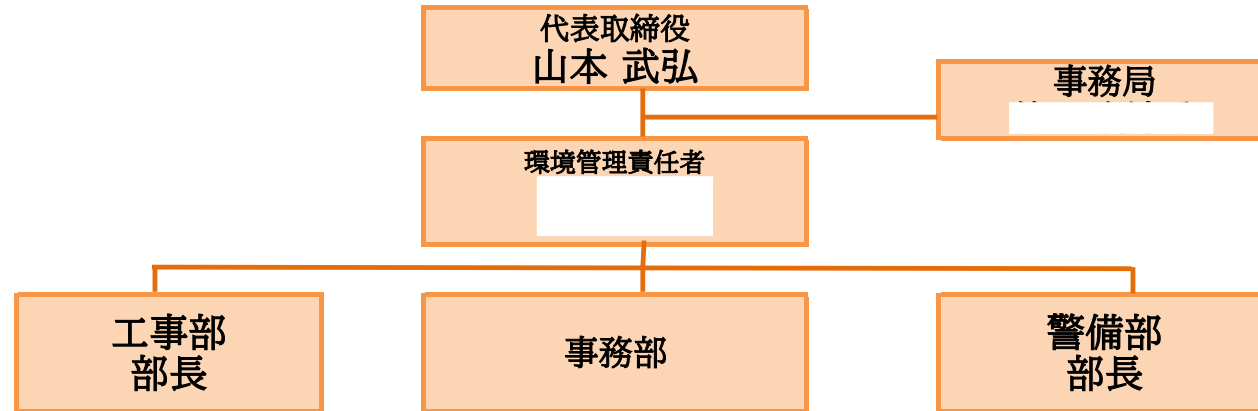 代表取締役
山本 武弘
事務局
環境管理責任者
工事部
部長
事務部
警備部
部長